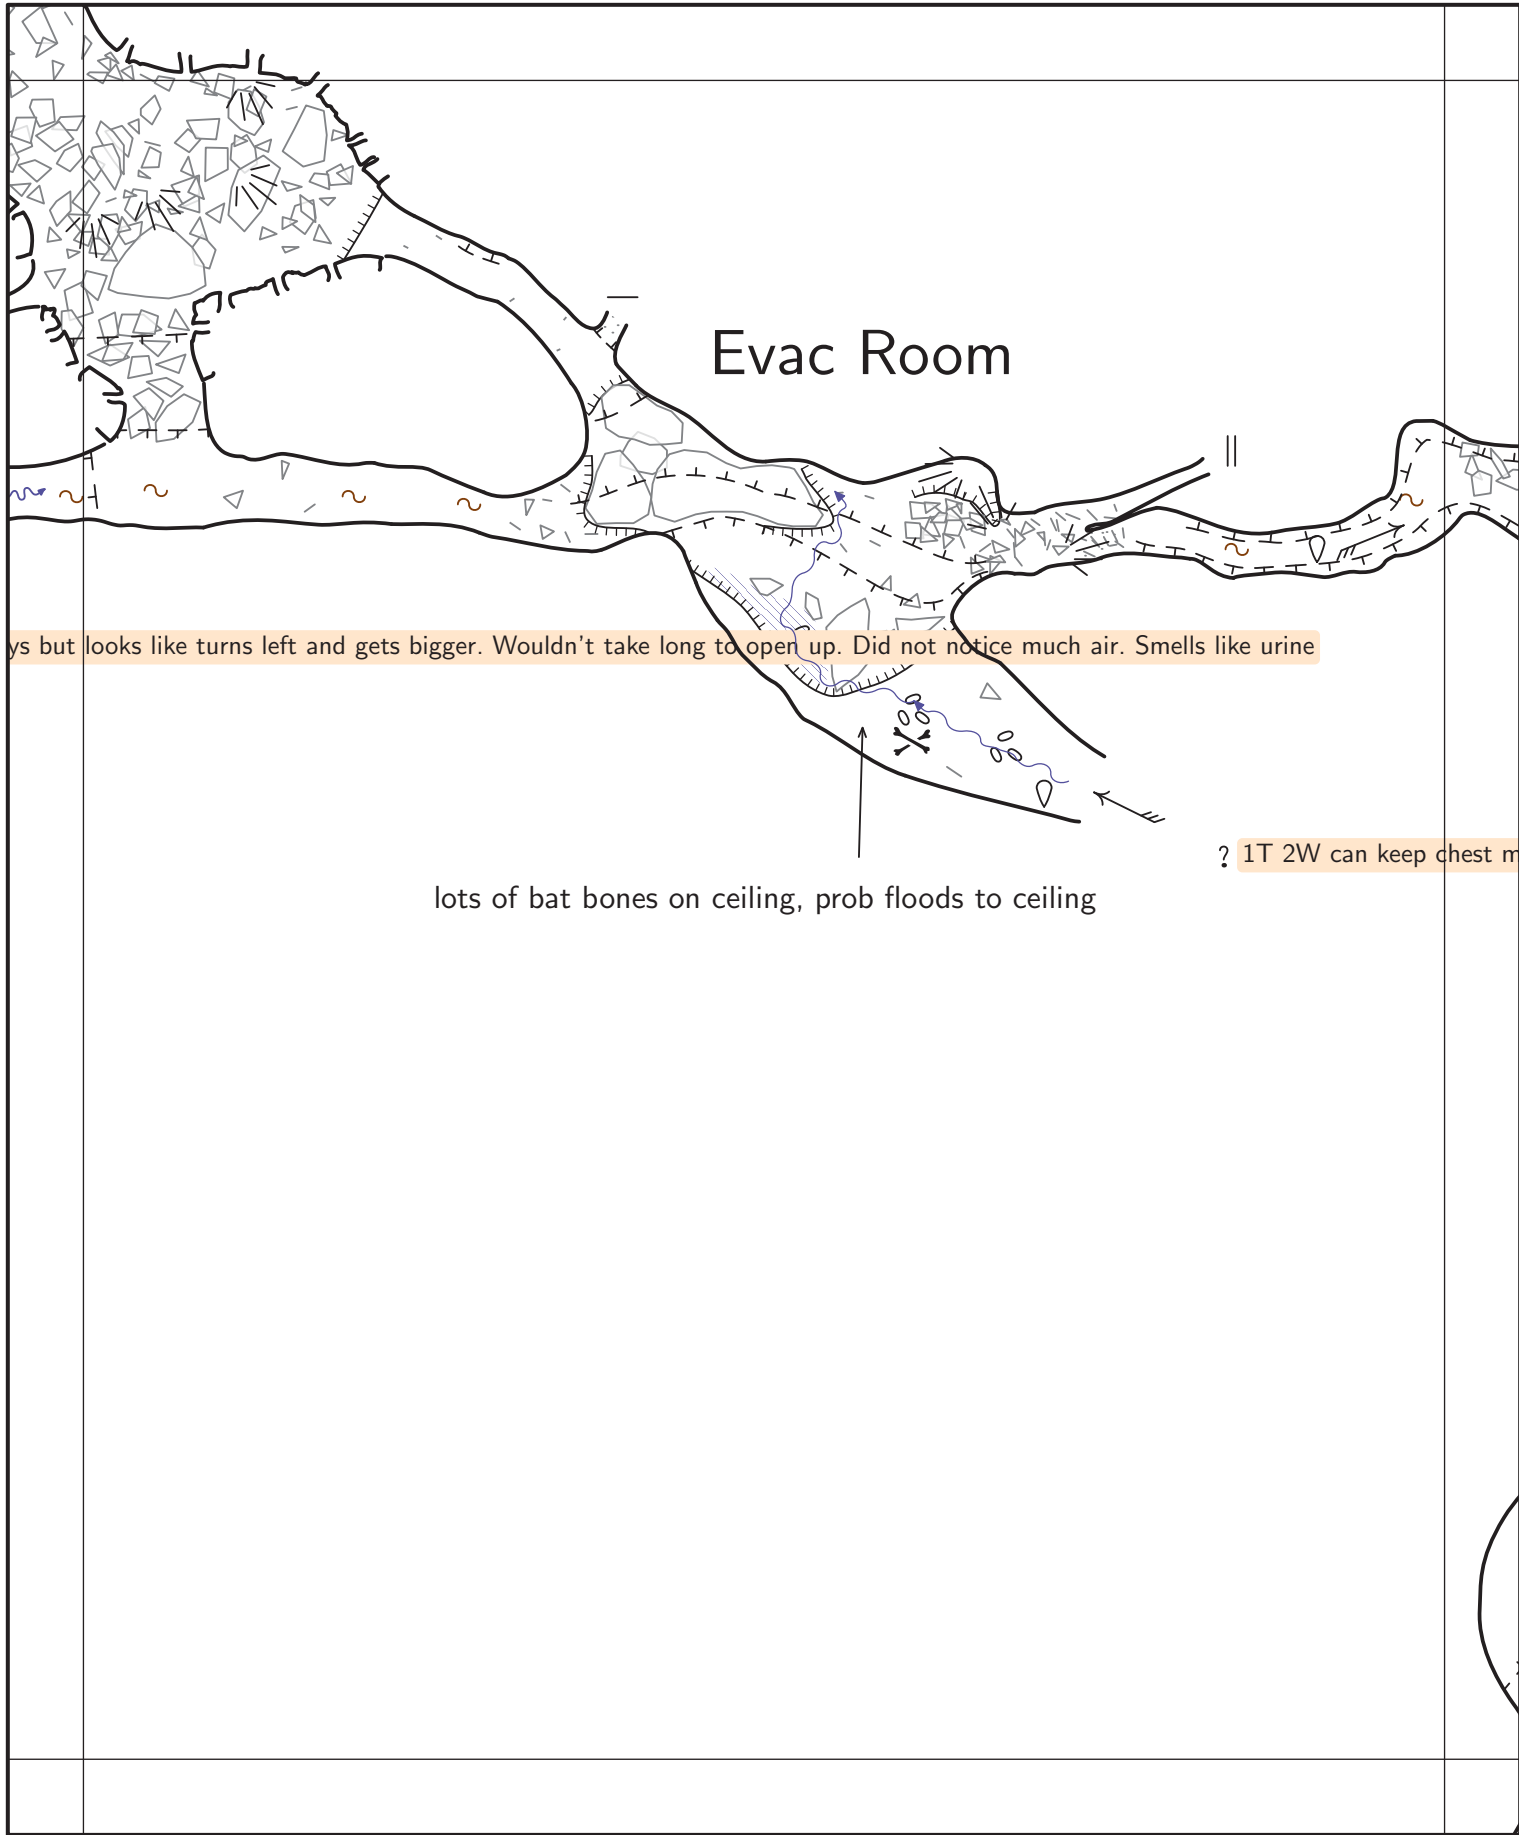 Evac Room
ys but looks like turns left and gets bigger. Wouldn't take long to open up. Did not notice much air. Smells like urine
? 1T 2W can keep chest m
lots of bat bones on ceiling, prob floods to ceiling